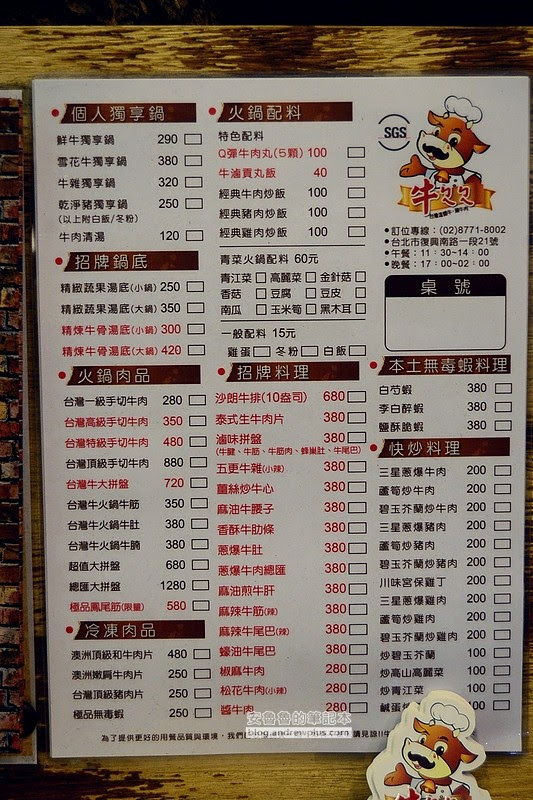 個人獨享鍋
鮮牛獨享鍋 290
雪花牛獨享鍋 380
牛雜獨享鍋 320
乾淨豬獨享鍋 250
(以上附白飯/冬粉)
牛肉清湯 120
招牌鍋底
精緻蔬果湯底(小鍋) 250
精緻蔬果湯底(大鍋) 350
精煉牛骨湯底(小鍋) 300
精煉牛骨湯底(大鍋) 420
火鍋肉品
台灣一級手切牛肉 280
台灣高級手切牛肉 350
台灣特級手切牛肉 480
台灣頂級手切牛肉 880
台灣牛大拼盤 720
台灣牛火鍋牛筋 350
台灣牛火鍋牛肚 380
台灣牛火鍋牛腩 380
超值大拼盤 680
總匯大拼盤 1280
極品鳳尾筋(限量) 580
冷凍肉品
澳洲頂級和牛肉片 480
澳洲嫩肩牛肉片 250
台灣頂級豬肉片 250
極品無毒蝦 250
火鍋配料
特色配料
Q彈牛肉丸(5顆) 100
牛滷貢丸飯 40
經典牛肉炒飯 100
經典豬肉炒飯 100
經典雞肉炒飯 100
青菜火鍋配料 60元
青江菜 高麗菜 金針菇
香菇 豆腐 豆皮
南瓜 玉米筍 黑木耳
一般配料 15元
雞蛋 冬粉 白飯
招牌料理
沙朗牛排(10盎司) 680
泰式生牛肉片 380
滷味拼盤 380
(牛腱、牛筋、牛筋肉、蜂巢肚、牛尾巴)
五更牛雜(小辣) 380
薑絲炒牛心 380
麻油牛腰子 380
香酥牛肋條 380
蔥爆牛肚 380
蔥爆牛肉總匯 380
麻油煎牛肝 380
麻辣牛筋(辣) 380
麻辣牛尾巴(辣) 380
蠔油牛尾巴 380
椒麻牛肉 280
松花牛肉(小辣) 280
醬牛肉 280
SGS
牛㸚㸚
訂位專線：(02)8771-8002
台北市復興南路一段21號
午餐：11：30~14：00
晚餐：17：00~02：00
桌號
本土無毒蝦料理
白芍蝦 380
李白醉蝦 380
鹽酥脆蝦 380
快炒料理
三星蔥爆牛肉 200
蘆筍炒牛肉 200
碧玉芥蘭炒牛肉 200
三星蔥爆豬肉 200
蘆筍炒豬肉 200
碧玉芥蘭炒豬肉 200
川味宮保雞丁 200
三星蔥爆雞肉 200
蘆筍炒雞肉 200
碧玉芥蘭炒雞肉 200
炒碧玉芥蘭 100
炒高山高麗菜 100
炒青江菜 100
鹹蛋
為了提供更好的用餐品質與環境，我們
請見諒!!牛
安魯魯的筆記本
blog.andrewplus.com